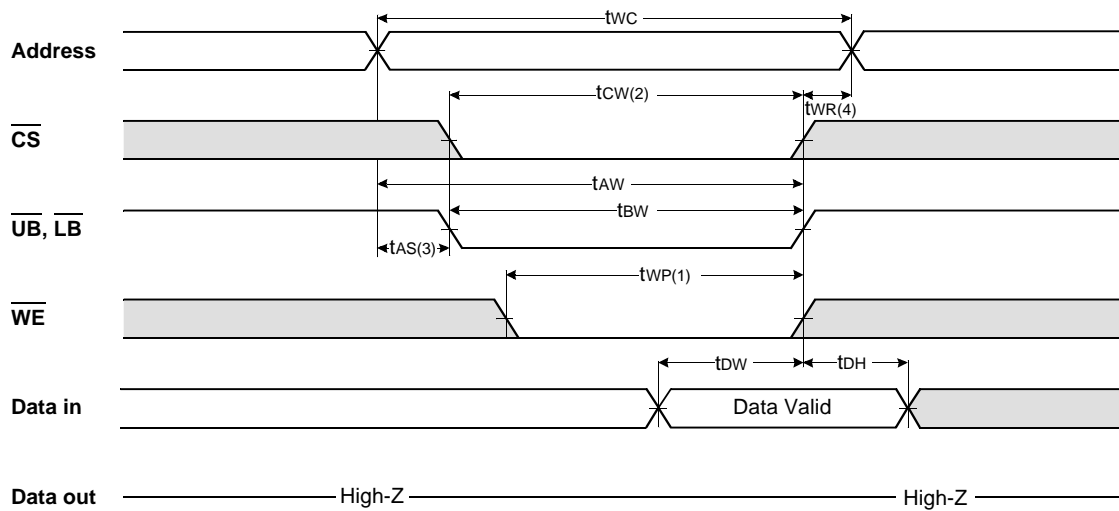 tWC
Address
tCW(2)
tWR(4)
CS
tAW
tBW
UB, LB
tAS(3)
tWP(1)
WE
tDW
tDH
Data in
Data Valid
Data out
High-Z
High-Z